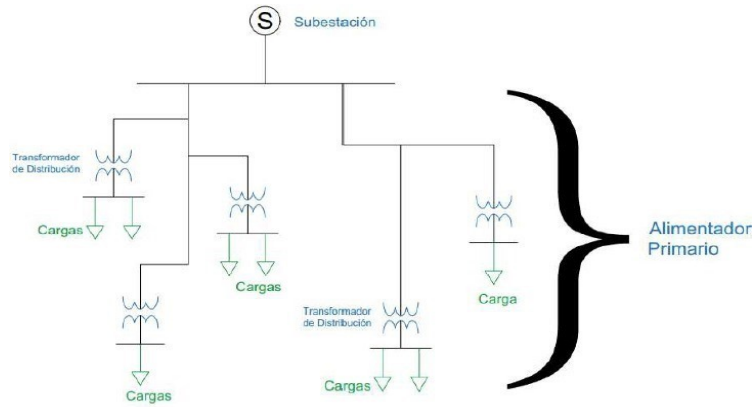 S
Subestación
Transformador
de Distribución
Cargas
Cargas
Cargas
Transformador
de Distribución
Cargas
Carga
Alimentador
Primario